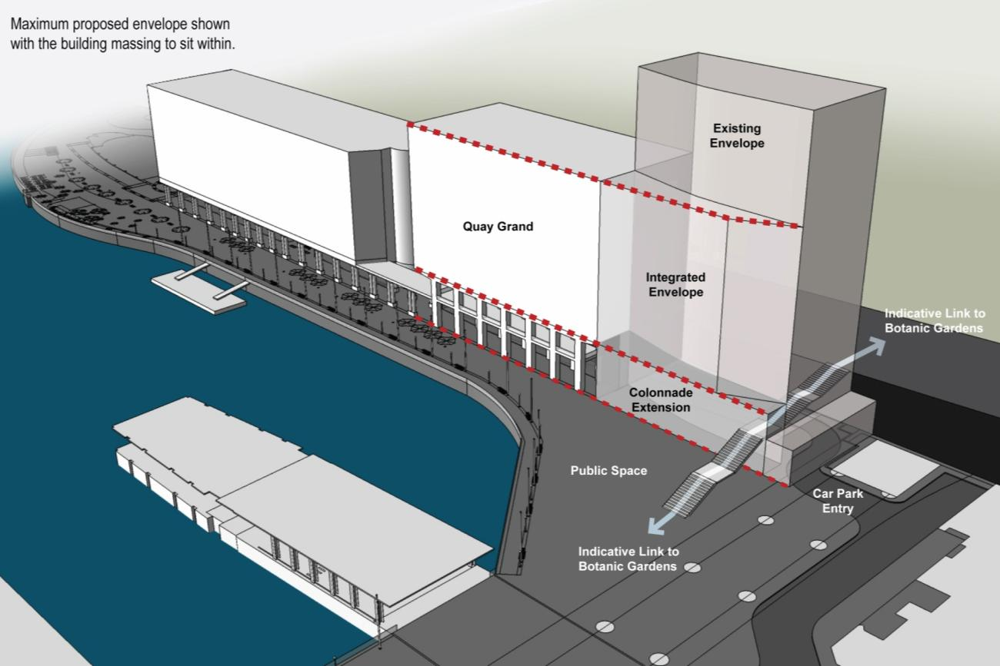 Maximum proposed envelope shown
with the building massing to sit within.
Existing
Envelope
Quay Grand
Integrated
Envelope
Indicative Link to
Botanic Gardens
Colonnade
Extension
Public Space
Car Park
Entry
Indicative Link to
Botanic Gardens